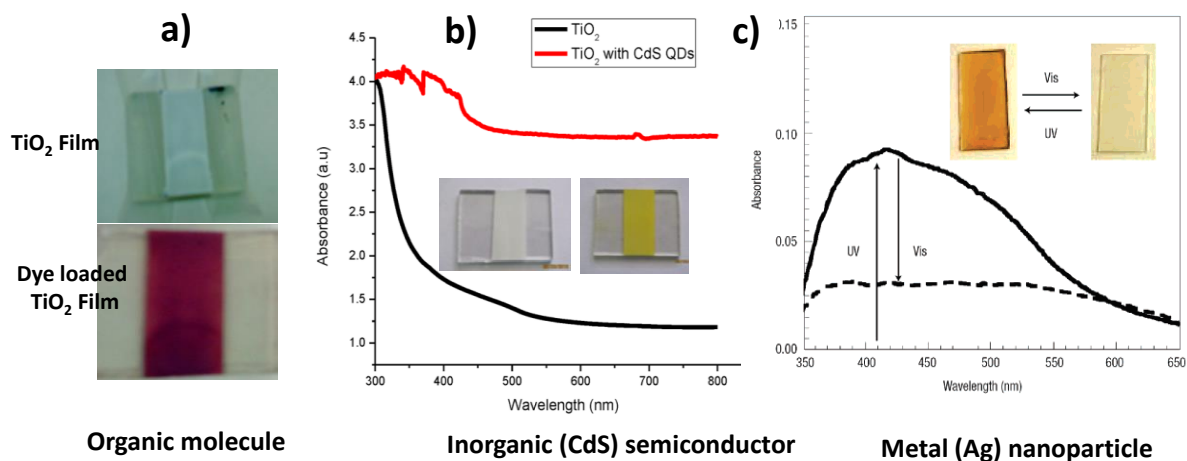 a)
TiO2 Film
Dye loaded
TiO2 Film
Organic molecule
b)
TiO2
TiO2 with CdS QDs
Absorbance (a.u)
4.5
4.0
3.5
3.0
2.5
2.0
1.5
1.0
300
400
500
600
700
800
Wavelength (nm)
Inorganic (CdS) semiconductor
c)
Vis
UV
Absorbance
0.15
0.10
0.05
0.00
UV
Vis
350
400
450
500
550
600
650
Wavelength (nm)
Metal (Ag) nanoparticle